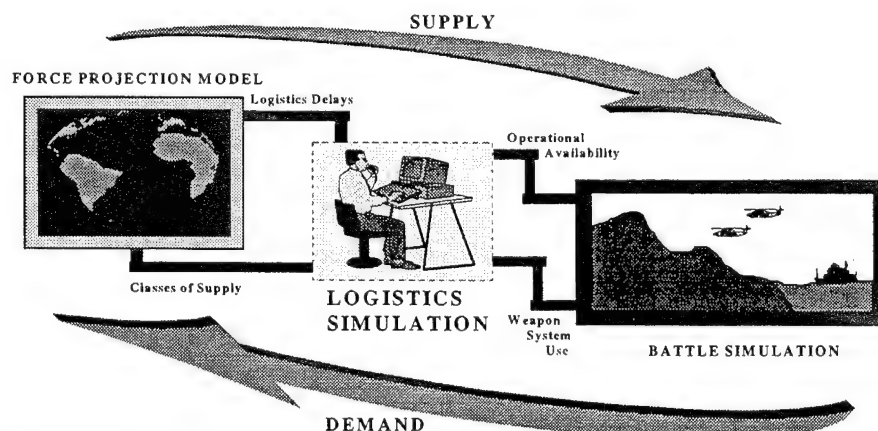 SUPPLY
FORCE PROJECTION MODEL
Logistics Delays
Operational
Availability
Classes of Supply
LOGISTICS
SIMULATION
Weapon
System
Use
BATTLE SIMULATION
DEMAND